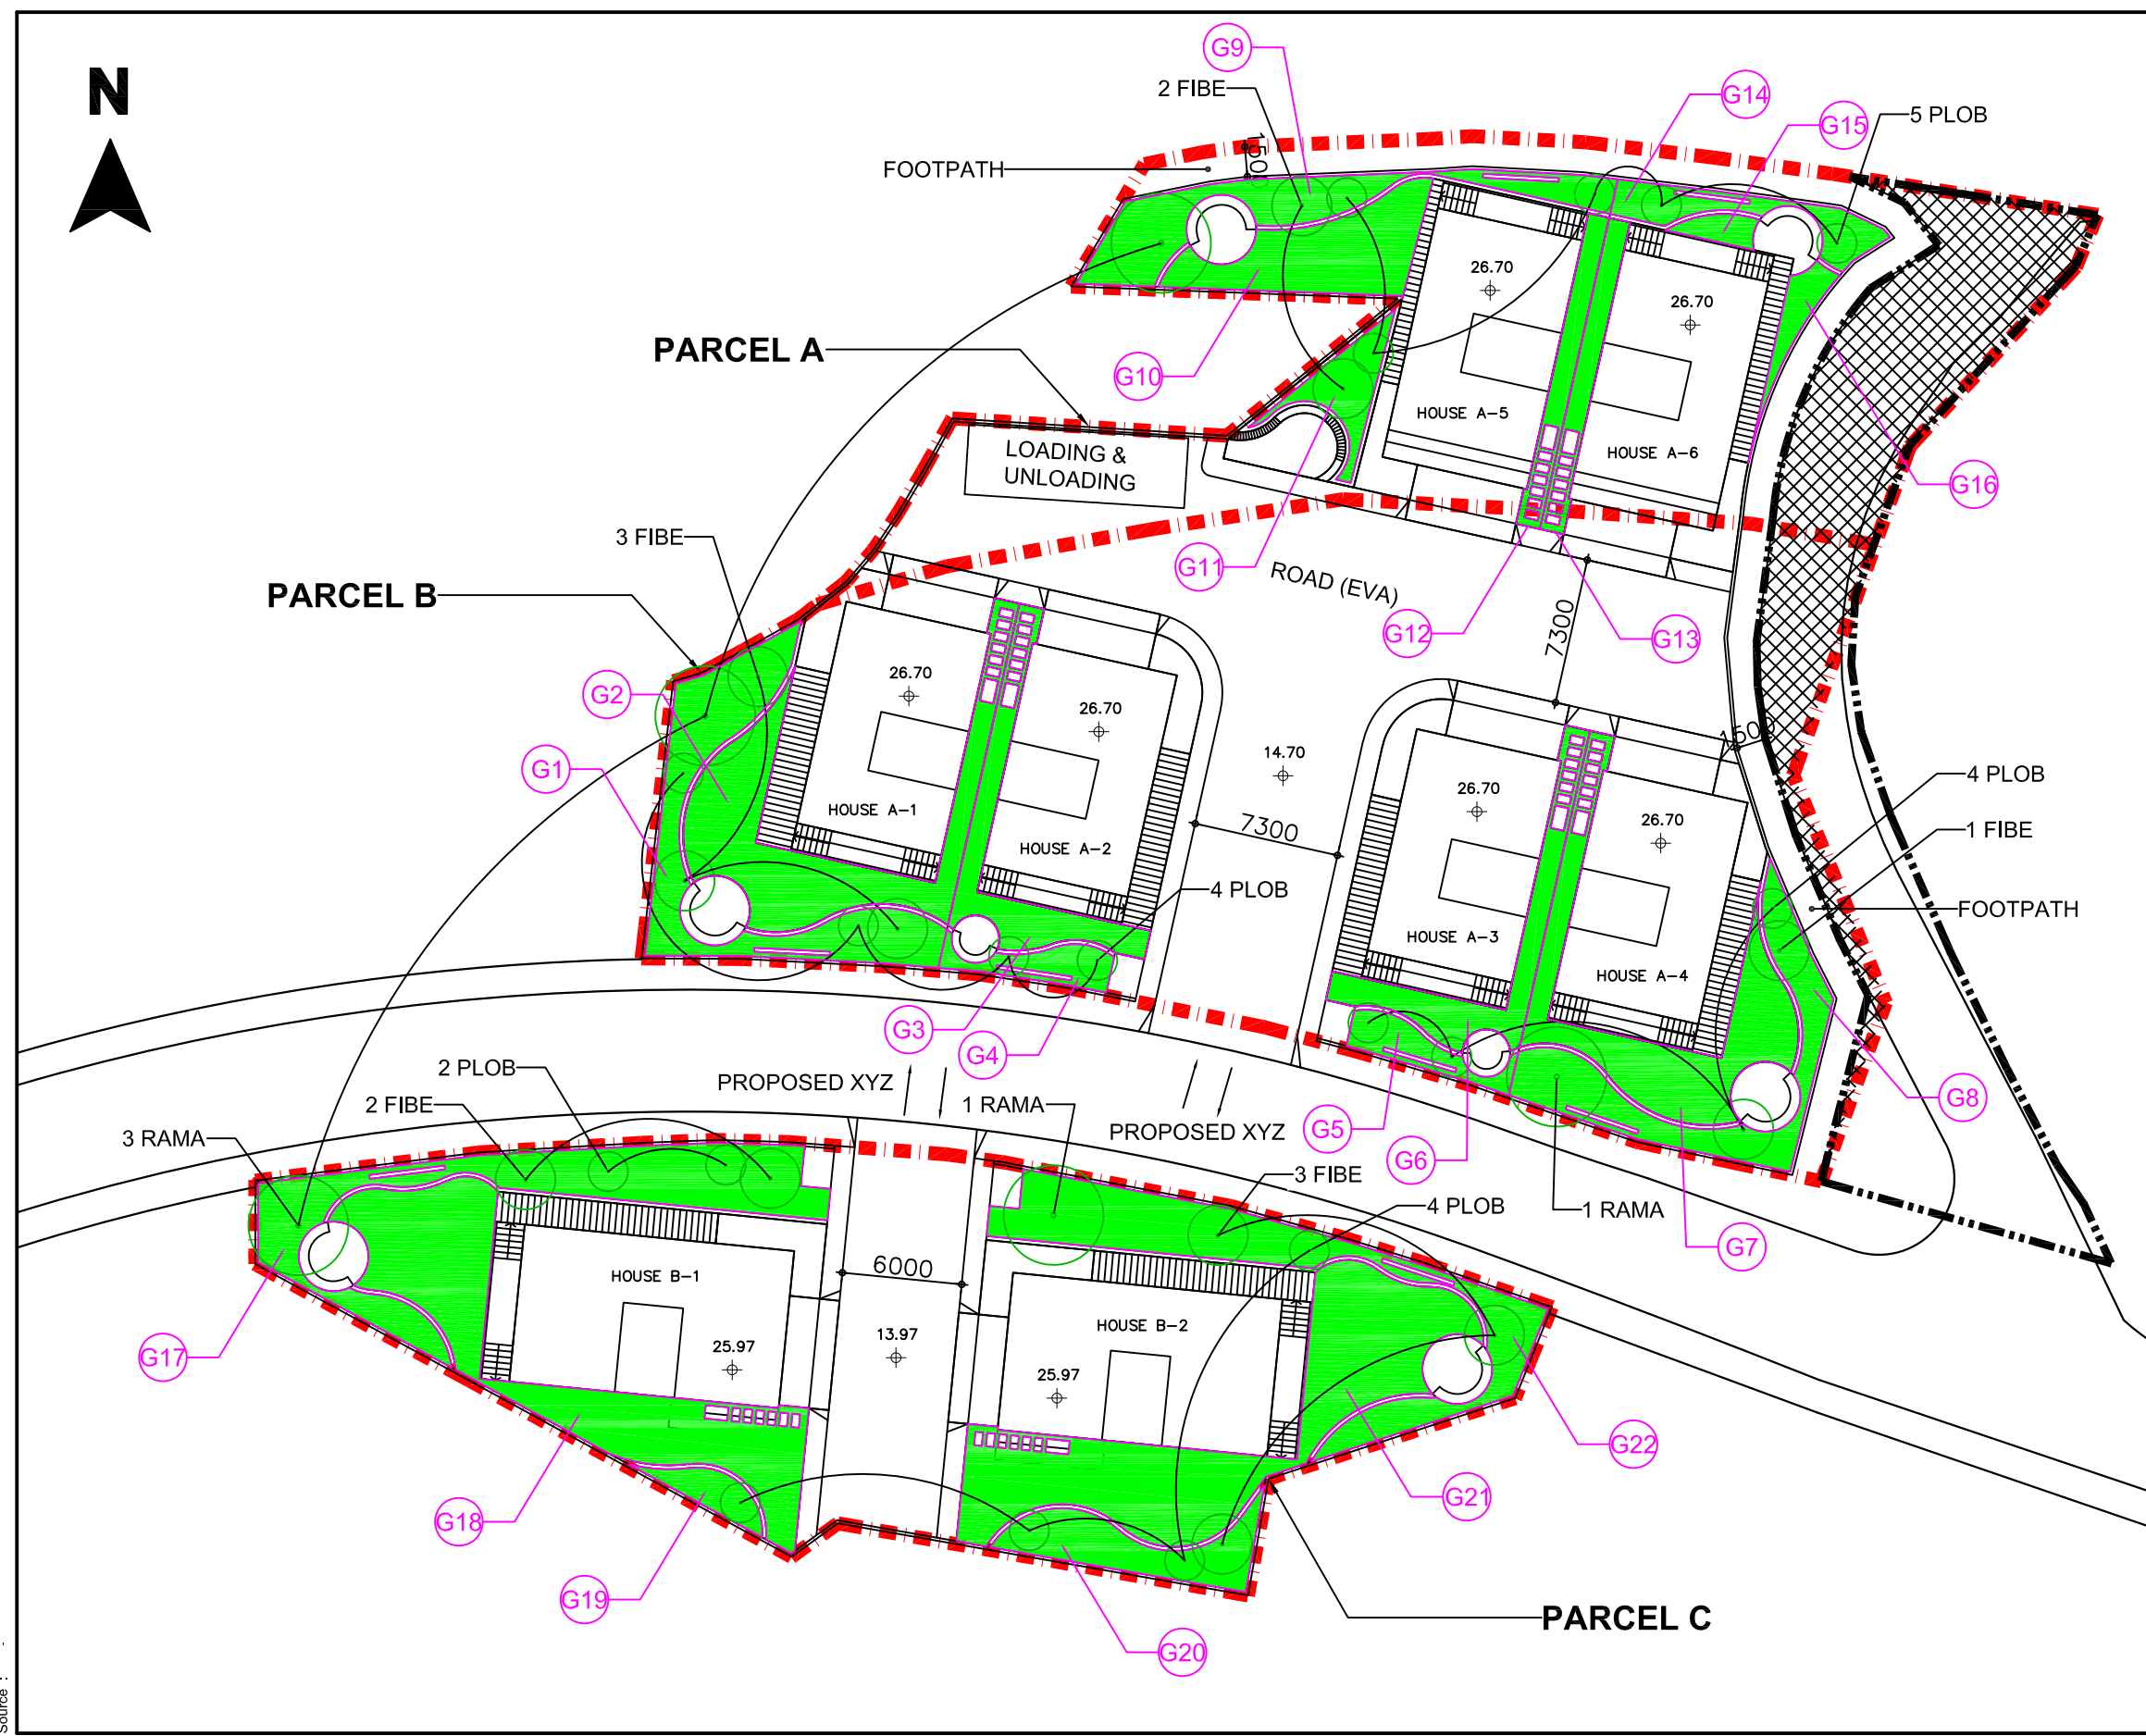 N
G9
2 FIBE
G14
G15
5 PLOB
1500
FOOTPATH
26.70
26.70
PARCEL A
G10
HOUSE A-5
HOUSE A-6
LOADING &
UNLOADING
G16
3 FIBE
G11
ROAD (EVA)
PARCEL B
G12
7300
G13
26.70
G2
26.70
1500
14.70
G1
4 PLOB
26.70
HOUSE A-1
26.70
7300
1 FIBE
HOUSE A-2
4 PLOB
FOOTPATH
HOUSE A-3
HOUSE A-4
G3
G4
2 PLOB
PROPOSED XYZ
2 FIBE
1 RAMA
G8
G5
PROPOSED XYZ
3 RAMA
G6
3 FIBE
4 PLOB
1 RAMA
G7
6000
HOUSE B-1
HOUSE B-2
13.97
25.97
G17
25.97
G22
G21
G18
G19
PARCEL C
G20
Source : -